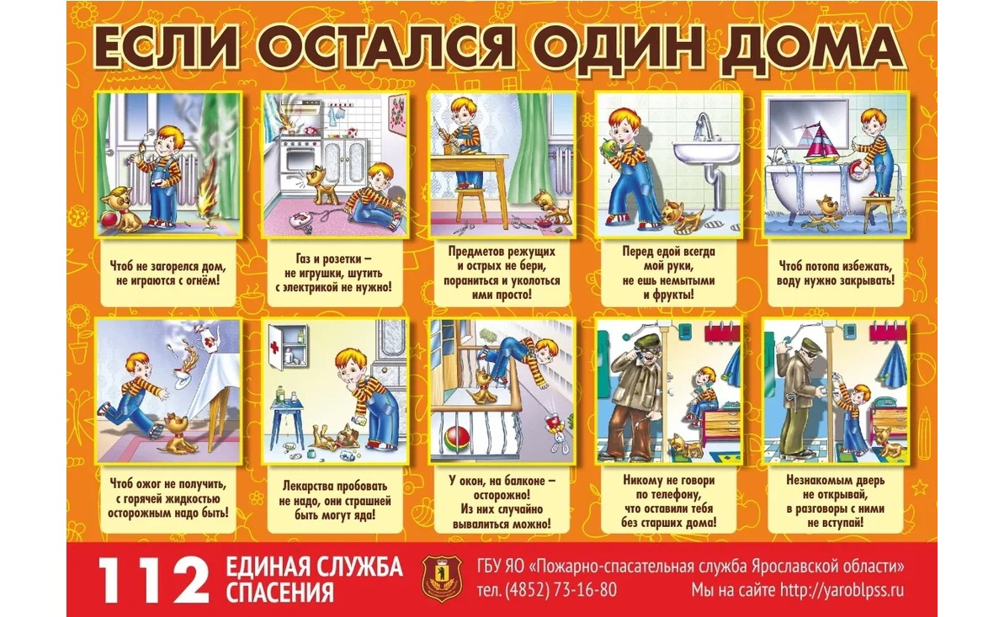 ЕСЛИ ОСТАЛСЯ ОДИН ДОМА
Чтоб не загорелся дом,
не играются с огнём!
Газ и розетки –
не игрушки, шутить
с электрикой не нужно!
Предметов режущих
и острых не бери,
пораниться и уколоться
ими просто!
Перед едой всегда
мой руки,
не ешь немытыми
и фрукты!
Чтоб потопа избежать,
воду нужно закрывать!
Чтоб ожог не получить,
с горячей жидкостью
осторожным надо быть!
Лекарства пробовать
не надо, они страшней
быть могут яда!
У окон, на балконе –
осторожно!
Из них случайно
вывалиться можно!
Никому не говори
по телефону,
что оставили тебя
без старших дома!
Незнакомым дверь
не открывай,
в разговоры с ними
не вступай!
112
ЕДИНАЯ СЛУЖБА
СПАСЕНИЯ
ГБУ ЯО «Пожарно-спасательная служба Ярославской области»
тел. (4852) 73-16-80 Мы на сайте http://yaroblpss.ru